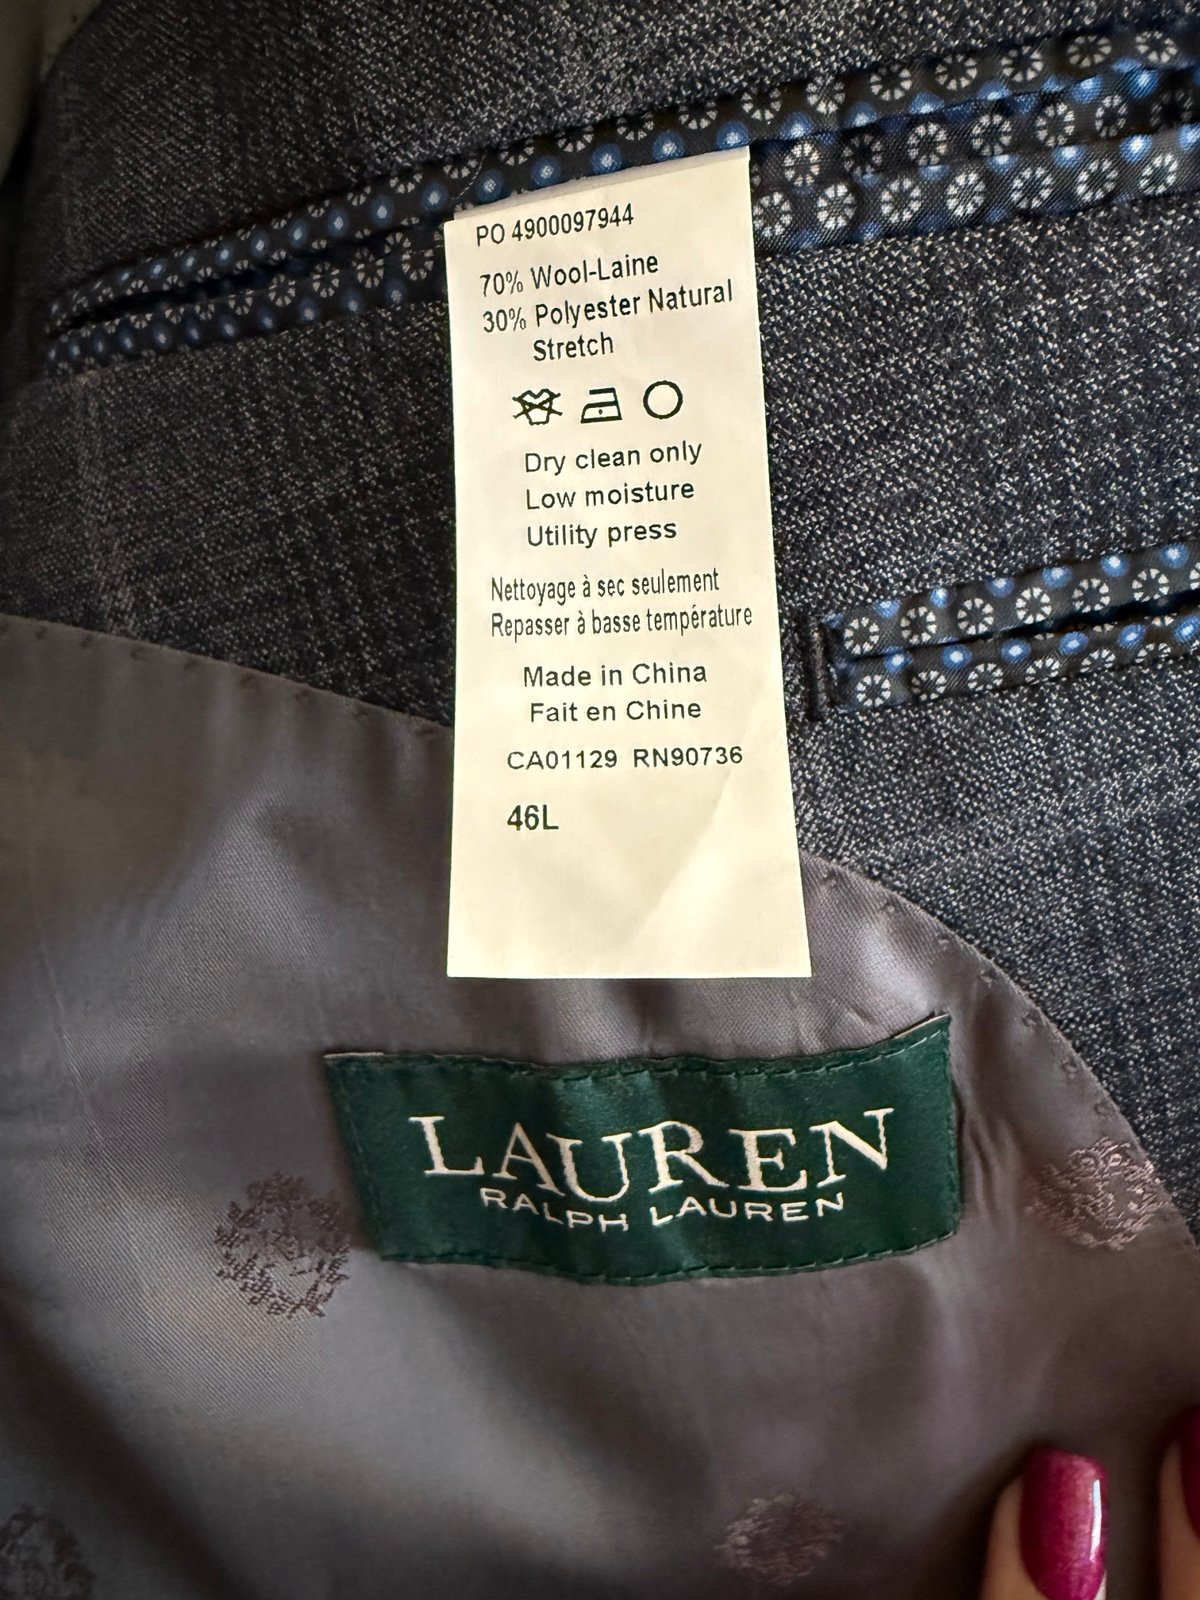 PO 4900097944
70% Wool-Laine
30% Polyester Natural
Stretch
Dry clean only
Low moisture
Utility press
Nettoyage à sec seulement
Repasser à basse température
Made in China
Fait en Chine
CA01129 RN90736
46L
LAUREN
RALPH LAUREN